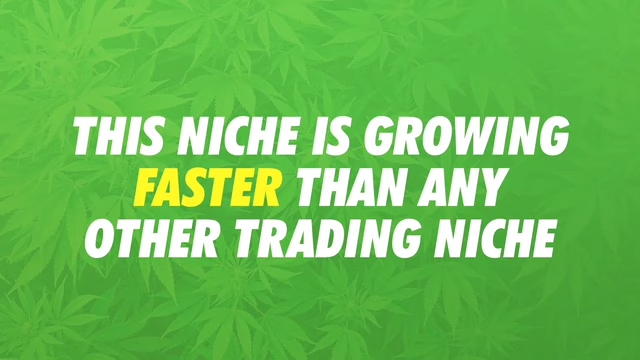 THIS NICHE IS GROWING
FASTER THAN ANY
OTHER TRADING NICHE